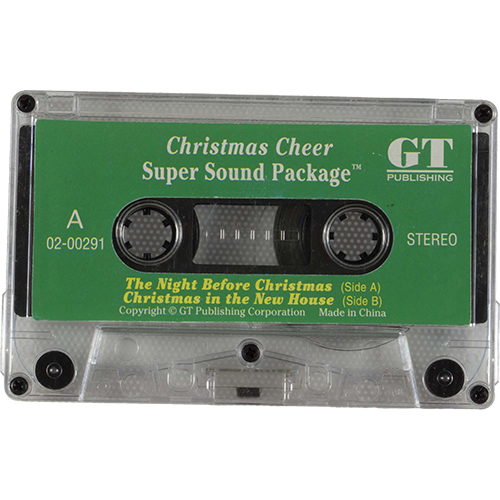 Christmas Cheer
Super Sound Package™
GT
PUBLISHING
A
02-00291
STEREO
The Night Before Christmas (Side A)
Christmas in the New House (Side B)
Copyright © GT Publishing Corporation Made in China